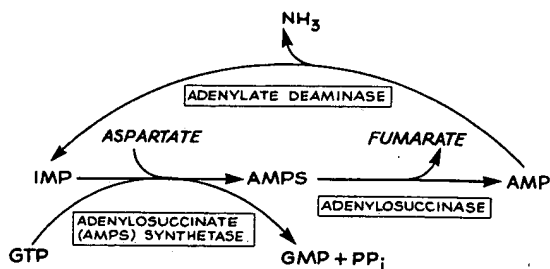 NH3
ADENYLATE DEAMINASE
ASPARTATE
FUMARATE
IMP
AMPS
AMP
ADENYLOSUCCINATE
(AMPS) SYNTHETASE
ADENYLOSUCCINASE
GTP
GMP + PPi